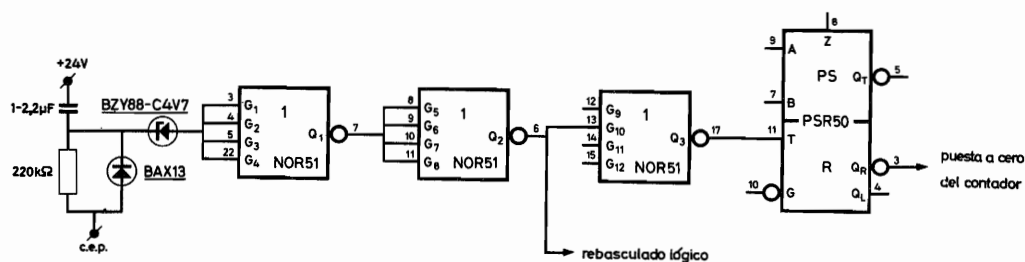 +24V
1-2,2µF
220kΩ
BZY88-C4V7
BAX13
c.e.p.
3
4
5
22
G1
G2
G3
G4
1
Q1
NOR51
7
8
9
10
11
G5
G6
G7
G8
1
Q2
NOR51
6
rebasculado lógico
12
13
14
15
G9
G10
G11
G12
1
Q3
NOR51
17
8
Z
9
A
PS
QT
5
7
B
PSR50
11
T
R
QR
3
10
G
QL
4
puesta a cero
del contador